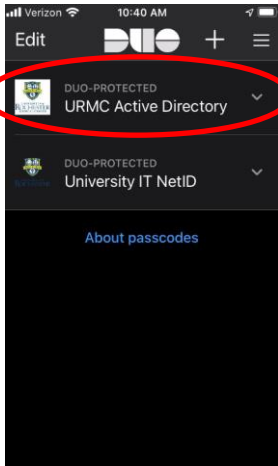 Verizon 10:40 AM
Edit DUO + ≡
DUO-PROTECTED
URMC Active Directory
DUO-PROTECTED
University IT NetID
About passcodes